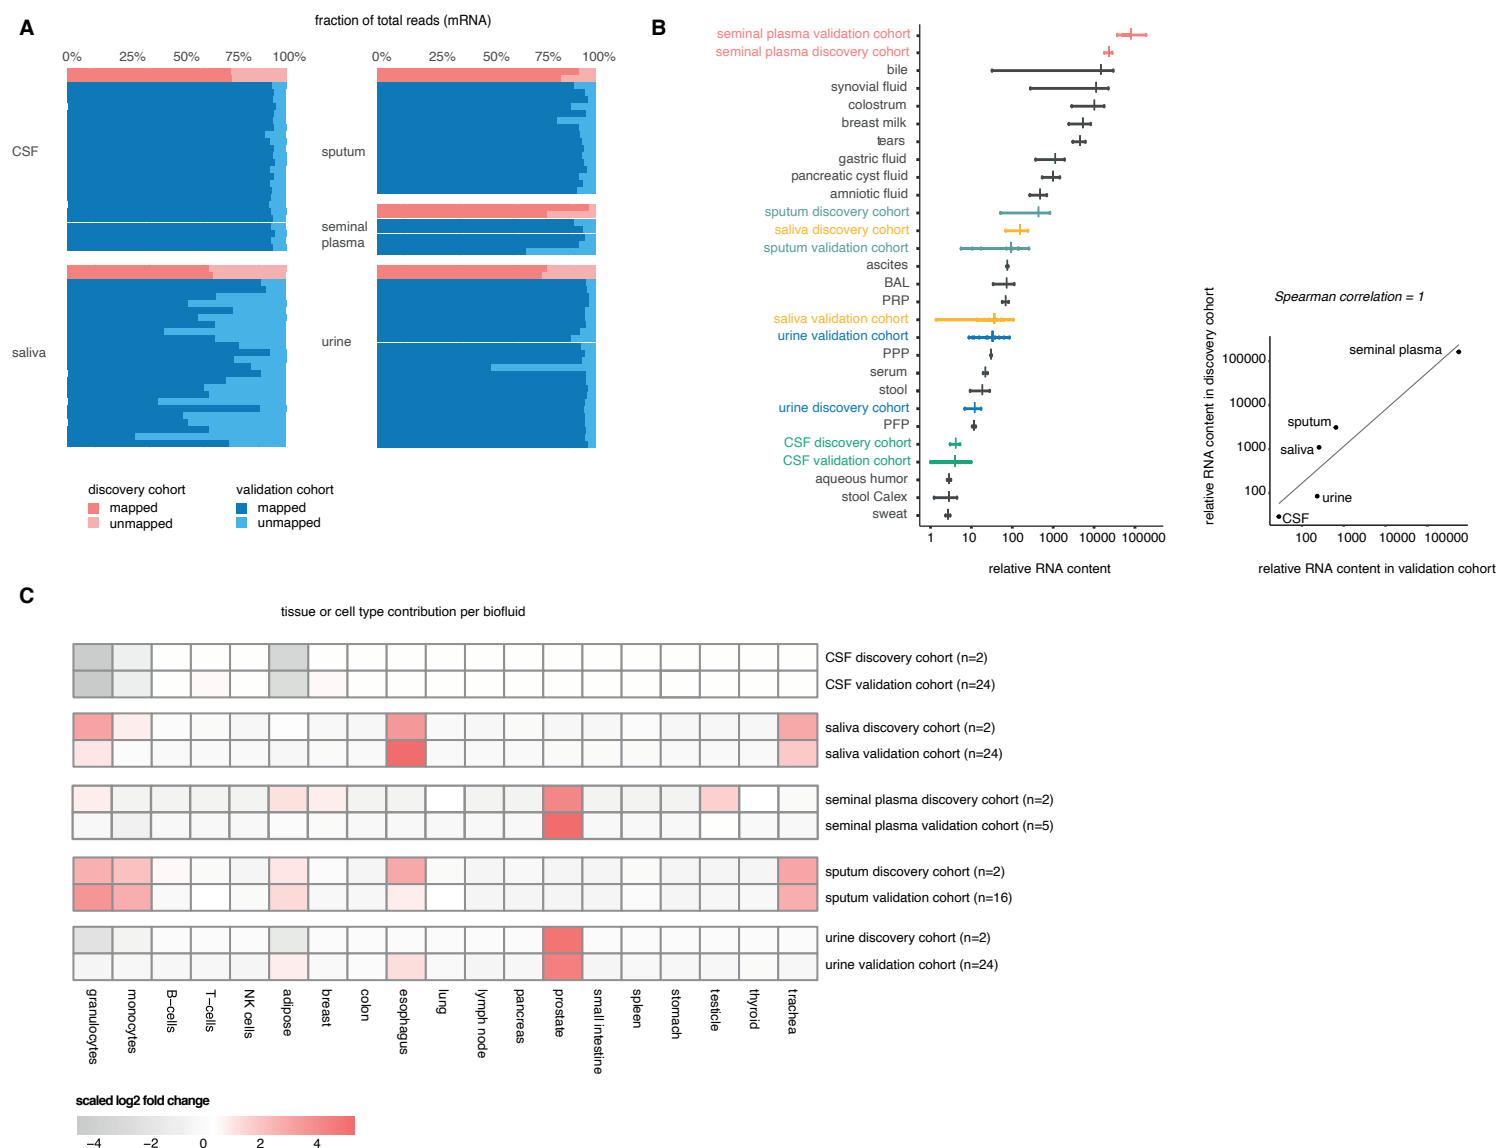 A
fraction of total reads (mRNA)
0% 25% 50% 75% 100%
0% 25% 50% 75% 100%
CSF
sputum
seminal
plasma
saliva
urine
discovery cohort
mapped
unmapped
validation cohort
mapped
unmapped
B
seminal plasma validation cohort
seminal plasma discovery cohort
bile
synovial fluid
colostrum
breast milk
tears
gastric fluid
pancreatic cyst fluid
amniotic fluid
sputum discovery cohort
saliva discovery cohort
sputum validation cohort
ascites
BAL
PRP
saliva validation cohort
urine validation cohort
PPP
serum
stool
urine discovery cohort
PFP
CSF discovery cohort
CSF validation cohort
aqueous humor
stool Calex
sweat
1 10 100 1000 10000 100000
relative RNA content
Spearman correlation = 1
relative RNA content in discovery cohort
100000
10000
1000
100
seminal plasma
sputum
saliva
urine
CSF
100 1000 10000 100000
relative RNA content in validation cohort
C
tissue or cell type contribution per biofluid
CSF discovery cohort (n=2)
CSF validation cohort (n=24)
saliva discovery cohort (n=2)
saliva validation cohort (n=24)
seminal plasma discovery cohort (n=2)
seminal plasma validation cohort (n=5)
sputum discovery cohort (n=2)
sputum validation cohort (n=16)
urine discovery cohort (n=2)
urine validation cohort (n=24)
granulocytes
monocytes
B−cells
T−cells
NK cells
adipose
breast
colon
esophagus
lung
lymph node
pancreas
prostate
small intestine
spleen
stomach
testicle
thyroid
trachea
scaled log2 fold change
−4 −2 0 2 4